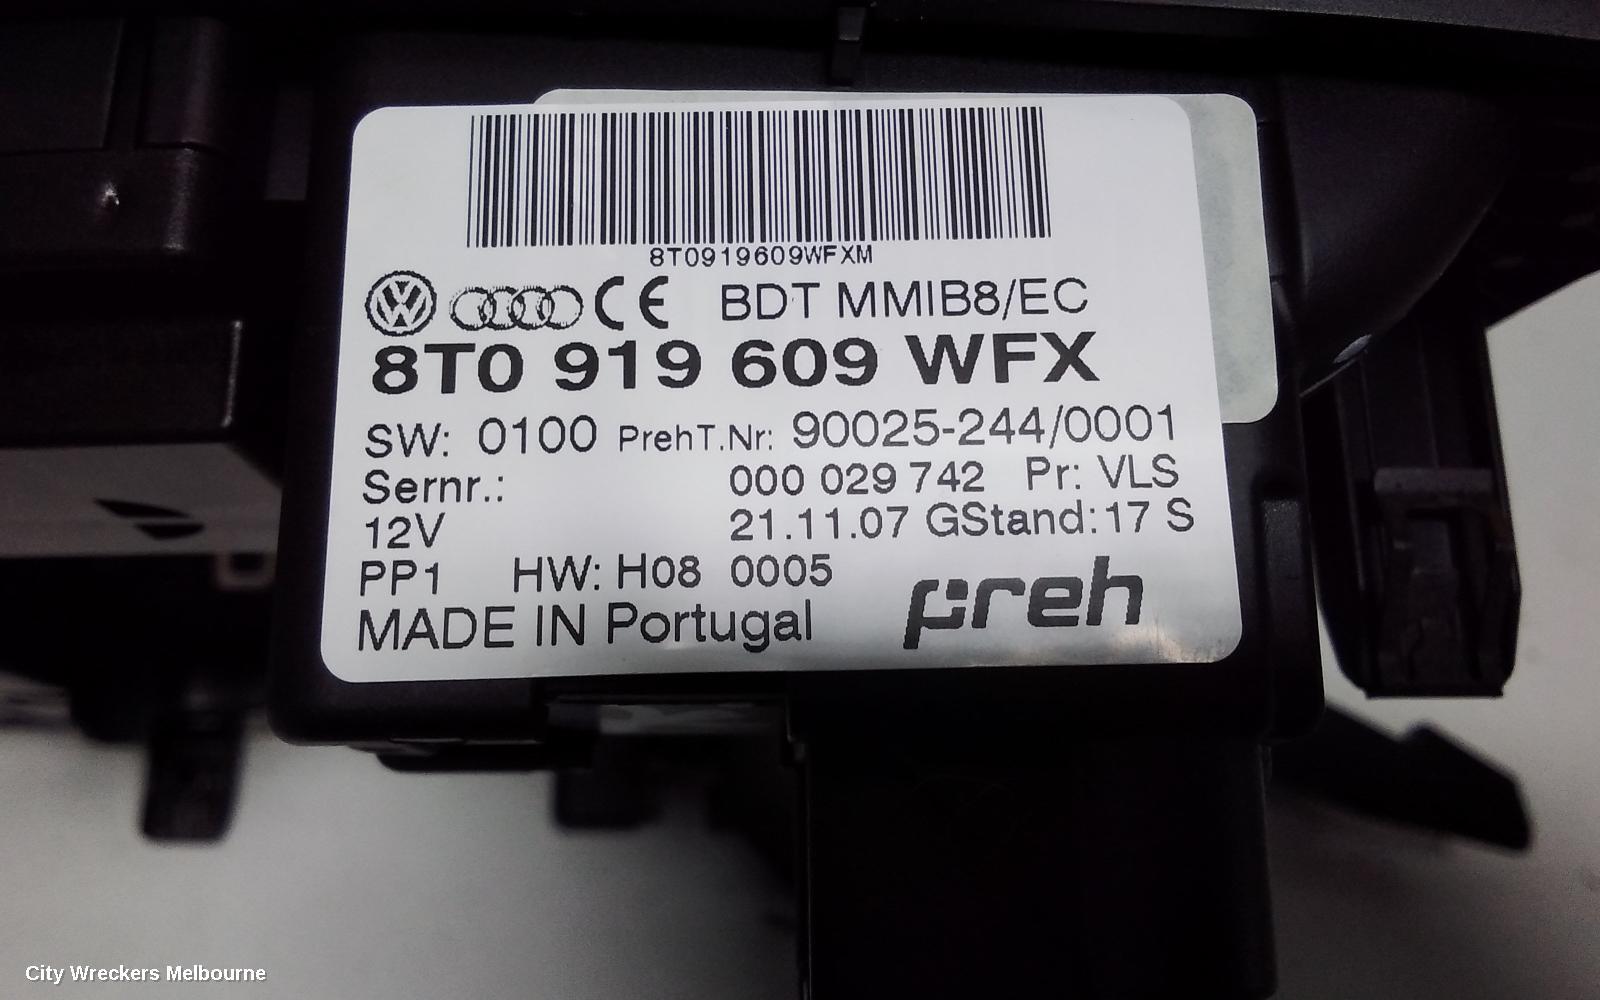 8T0919609WFXM
CE BDT MMIB8/EC
8T0 919 609 WFX
SW: 0100 PrehT.Nr: 90025-244/0001
Sernr.: 000 029 742 Pr: VLS
12V 21.11.07 GStand:17 S
PP1 HW: H08 0005
MADE IN Portugal preh
City Wreckers Melbourne